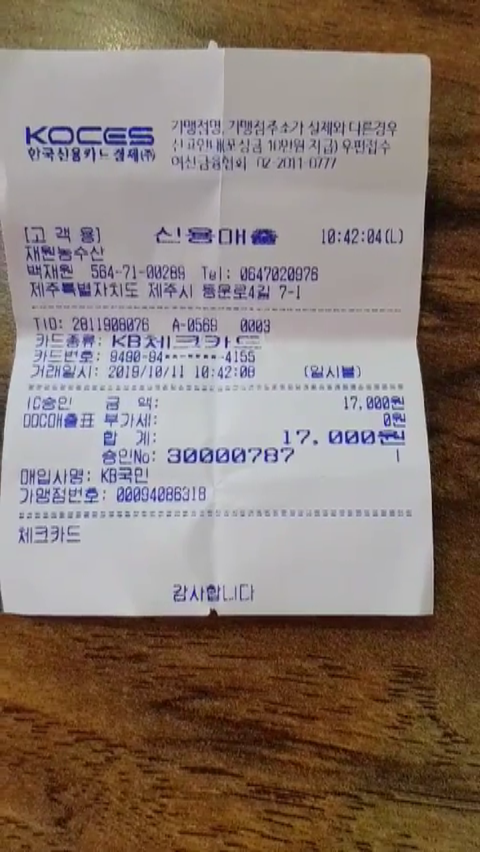 KOCES
한국신용카드결제(주)
가맹점명, 가맹점주소가 실제와 다른경우
신고안내(포상금 10만원 지급) 우편접수
여신금융협회 02-2011-0777
[고 객 용] 신용매출 10:42:04(L)
재원농수산
백재원 564-71-00289 Tel: 0647020976
제주특별자치도 제주시 동문로4길 7-1
TID: 2811908076 A-0569 0003
카드종류: KB체크카드
카드번호: 9490-94**-****-4155
거래일시: 2019/10/11 10:42:08 (일시불)
IC승인 금 액: 17,000원
DDC매출표 부가세: 0원
합 계: 17,000원
승인No: 30000787 1
매입사명: KB국민
가맹점번호: 00094086318
체크카드
감사합니다